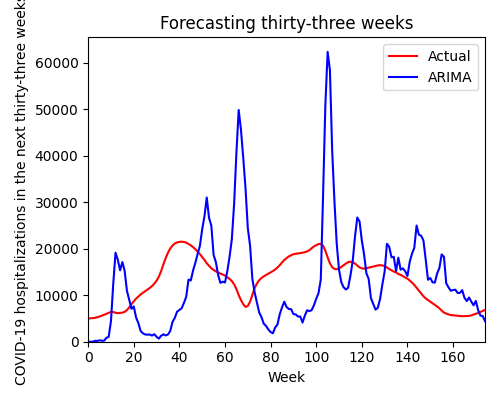 Forecasting thirty-three weeks
COVID-19 hospitalizations in the next thirty-three weeks
60000
50000
40000
30000
20000
10000
0
Actual
ARIMA
0 20 40 60 80 100 120 140 160
Week